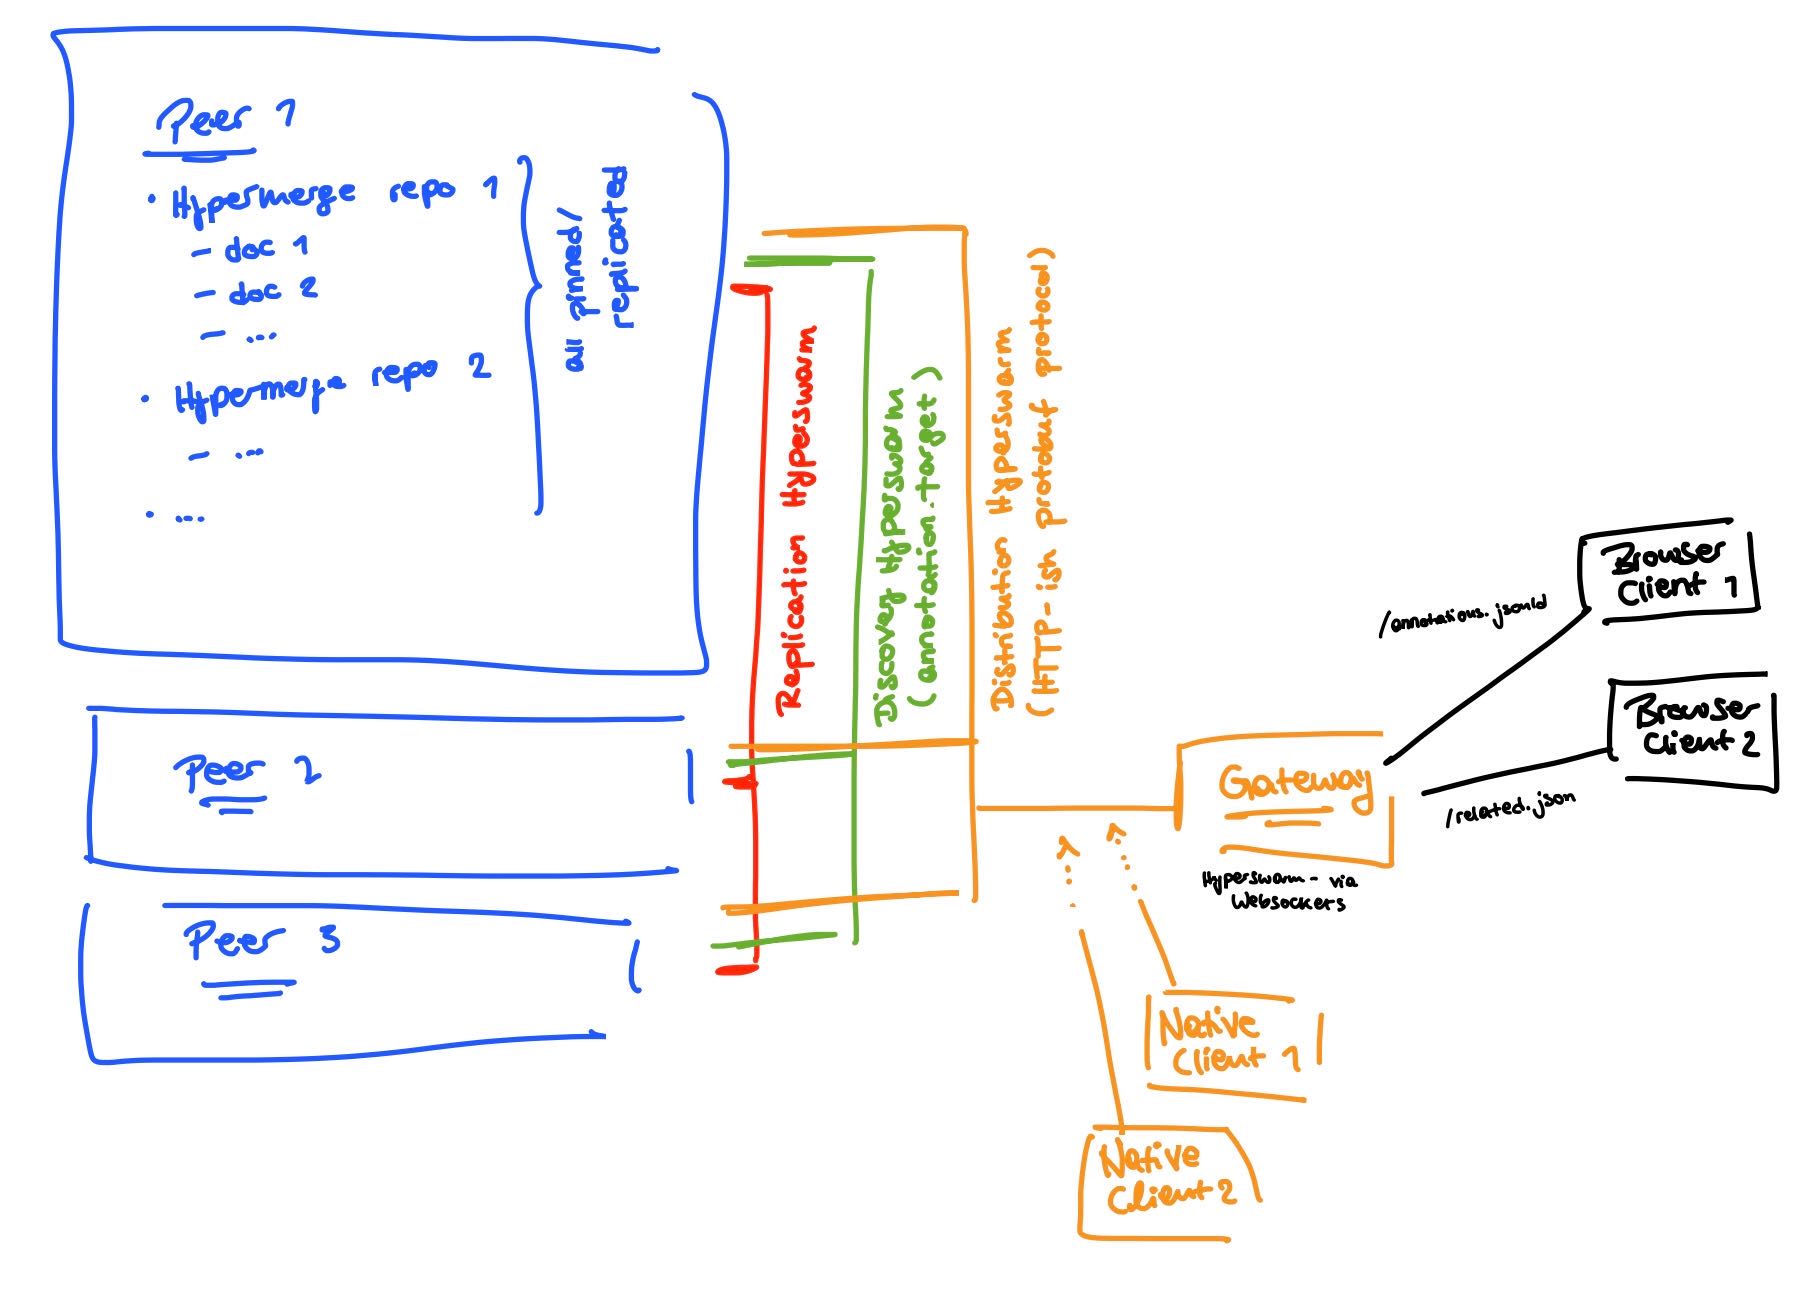 Peer 1
• Hypermerge repo 1
- doc 1
- doc 2
- ...
• Hypermerge repo 2
- ...
• ...
all pinned/
replicated
Peer 2
Peer 3
Replication Hyperswarm
Discovery Hyperswarm
(annotation.target)
Distribution Hyperswarm
(HTTP-ish protobuf protocol)
Gateway
Hyperswarm - via
Websockers
Native
Client 1
Native
Client 2
/annotations.jsonld
/related.json
Browser
Client 1
Browser
Client 2